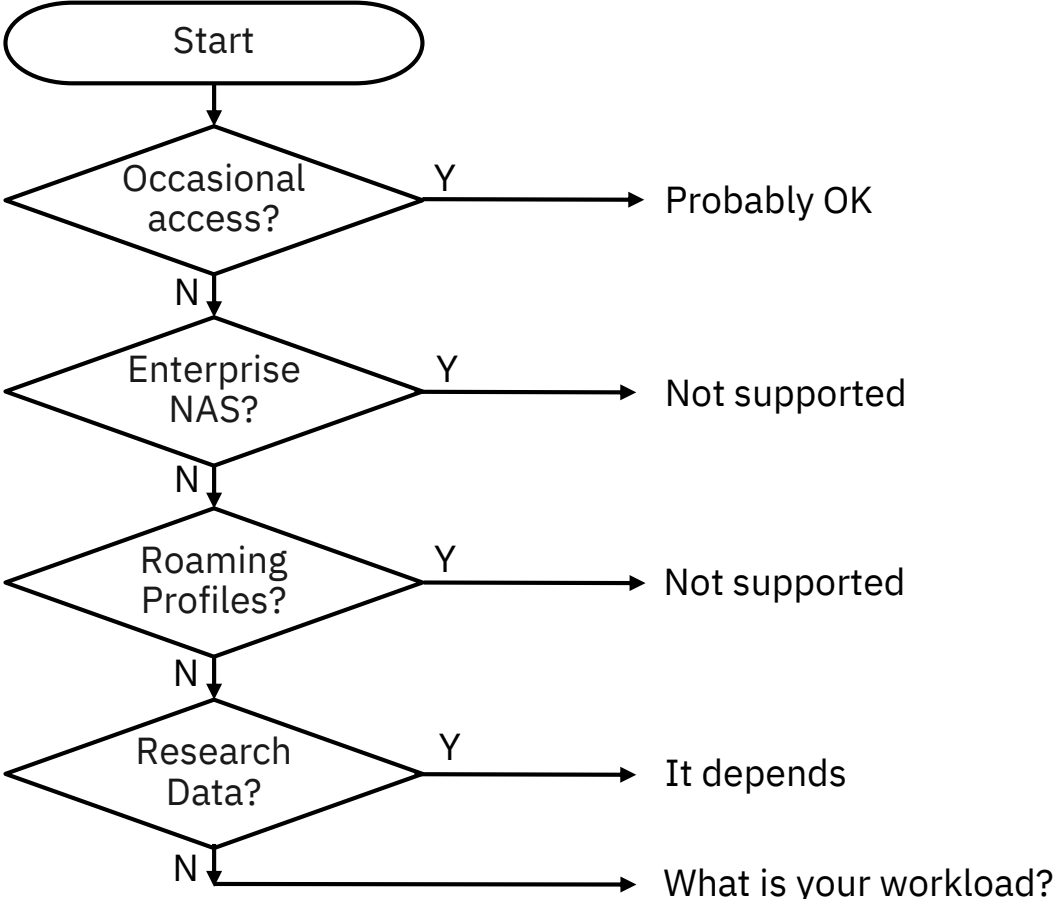 Start
Occasional
access?
Y
Probably OK
N
Enterprise
NAS?
Y
Not supported
N
Roaming
Profiles?
Y
Not supported
N
Research
Data?
Y
It depends
N
What is your workload?